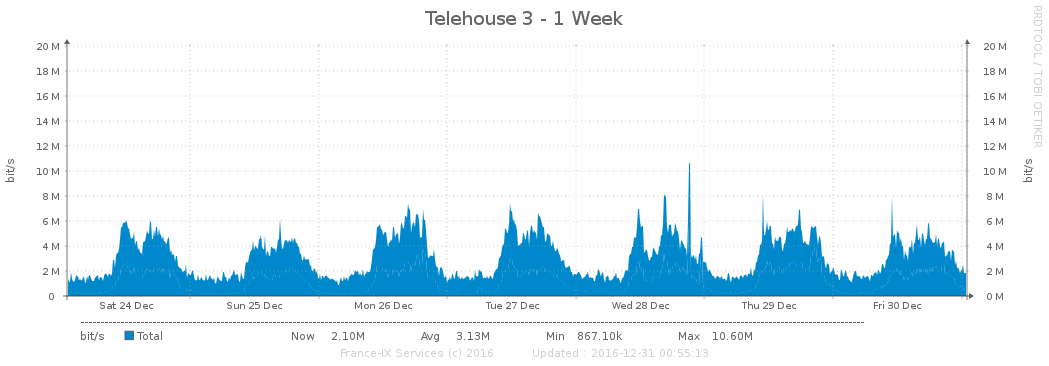 Telehouse 3 - 1 Week
RRDTOOL / TOBI OETIKER
bit/s
bit/s
20 M 20 M
18 M 18 M
16 M 16 M
14 M 14 M
12 M 12 M
10 M 10 M
8 M 8 M
6 M 6 M
4 M 4 M
2 M 2 M
0 0 M
Sat 24 Dec Sun 25 Dec Mon 26 Dec Tue 27 Dec Wed 28 Dec Thu 29 Dec Fri 30 Dec
bit/s Total Now 2.10M Avg 3.13M Min 867.10k Max 10.60M
France-IX Services (c) 2016 Updated : 2016-12-31 00:55:13